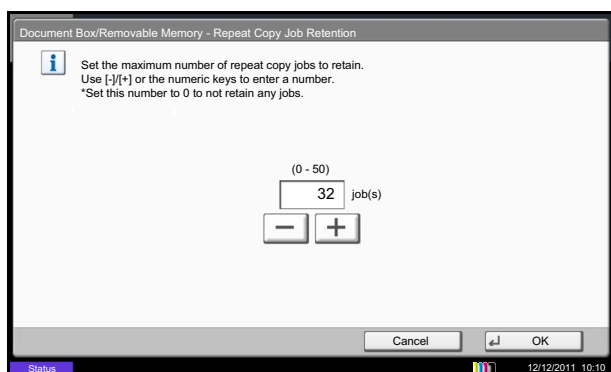 Document Box/Removable Memory - Repeat Copy Job Retention
Set the maximum number of repeat copy jobs to retain.
Use [-]/[+] or the numeric keys to enter a number.
*Set this number to 0 to not retain any jobs.
(0 - 50)
32 job(s)
Cancel OK
Status 12/12/2011 10:10